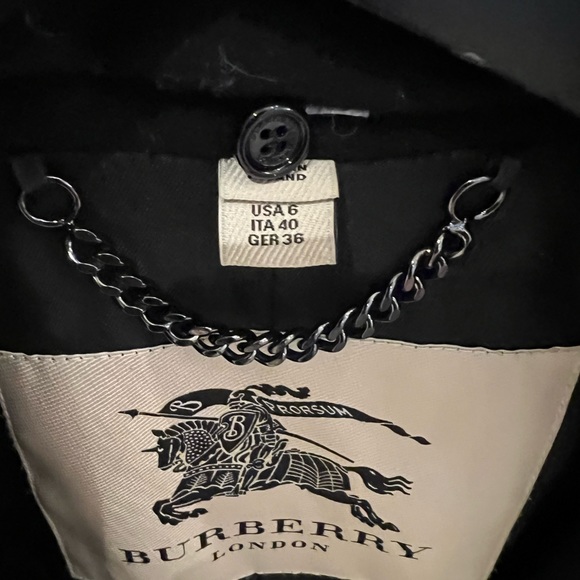 USA 6
ITA 40
GER 36
B
PRORSUM
B
BURBERRY
LONDON